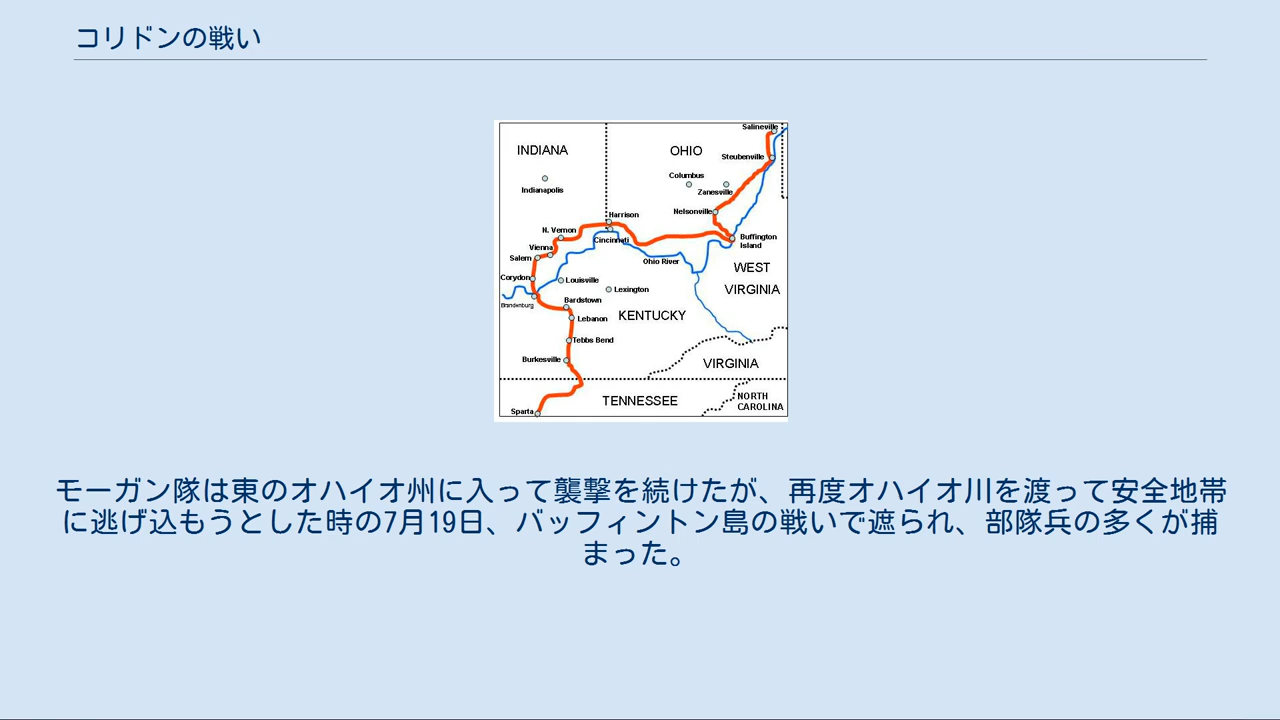 コリドンの戦い
Salineville
INDIANA
OHIO
Steubenville
Columbus
Indianapolis
Zanesville
Nelsonville
Harrison
N. Vernon
Cincinnati
Buffington
Island
Vienna
Salem
Ohio River
WEST
VIRGINIA
Corydon
Louisville
Lexington
Brandenburg
Bardstown
Lebanon
KENTUCKY
Tebbs Bend
Burkesville
VIRGINIA
TENNESSEE
NORTH
CAROLINA
Sparta
モーガン隊は東のオハイオ州に入って襲撃を続けたが、再度オハイオ川を渡って安全地帯
に逃げ込もうとした時の7月19日、バッフィントン島の戦いで遮られ、部隊兵の多くが捕
まった。